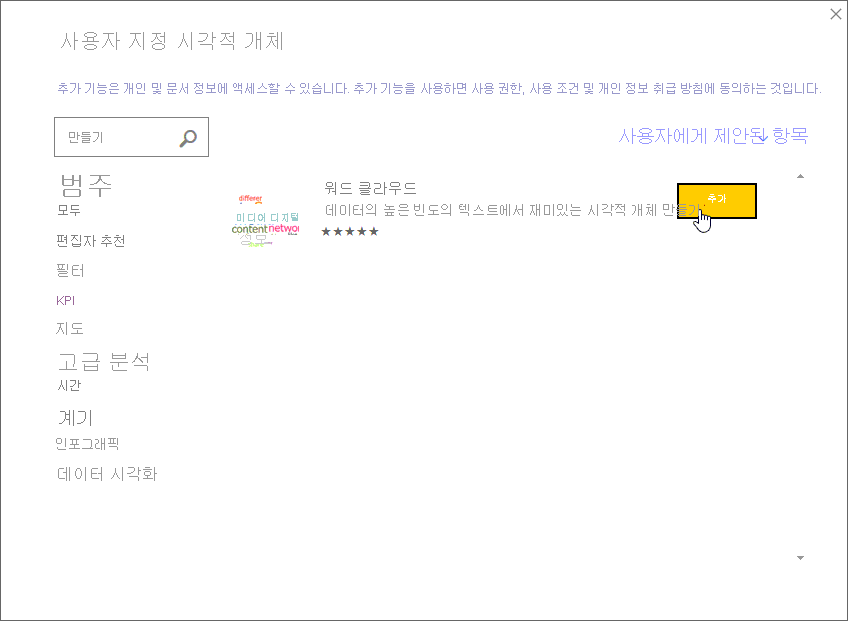 사용자 지정 시각적 개체
추가 기능은 개인 및 문서 정보에 액세스할 수 있습니다. 추가 기능을 사용하면 사용 권한, 사용 조건 및 개인 정보 취급 방침에 동의하는 것입니다.
만들기
사용자에게 제안된 항목
범주
모두
편집자 추천
필터
KPI
지도
고급 분석
시간
계기
인포그래픽
데이터 시각화
differer
미디어 디지털
content networ
정보
워드 클라우드
데이터의 높은 빈도의 텍스트에서 재미있는 시각적 개체 만들기
★★★★★
추가